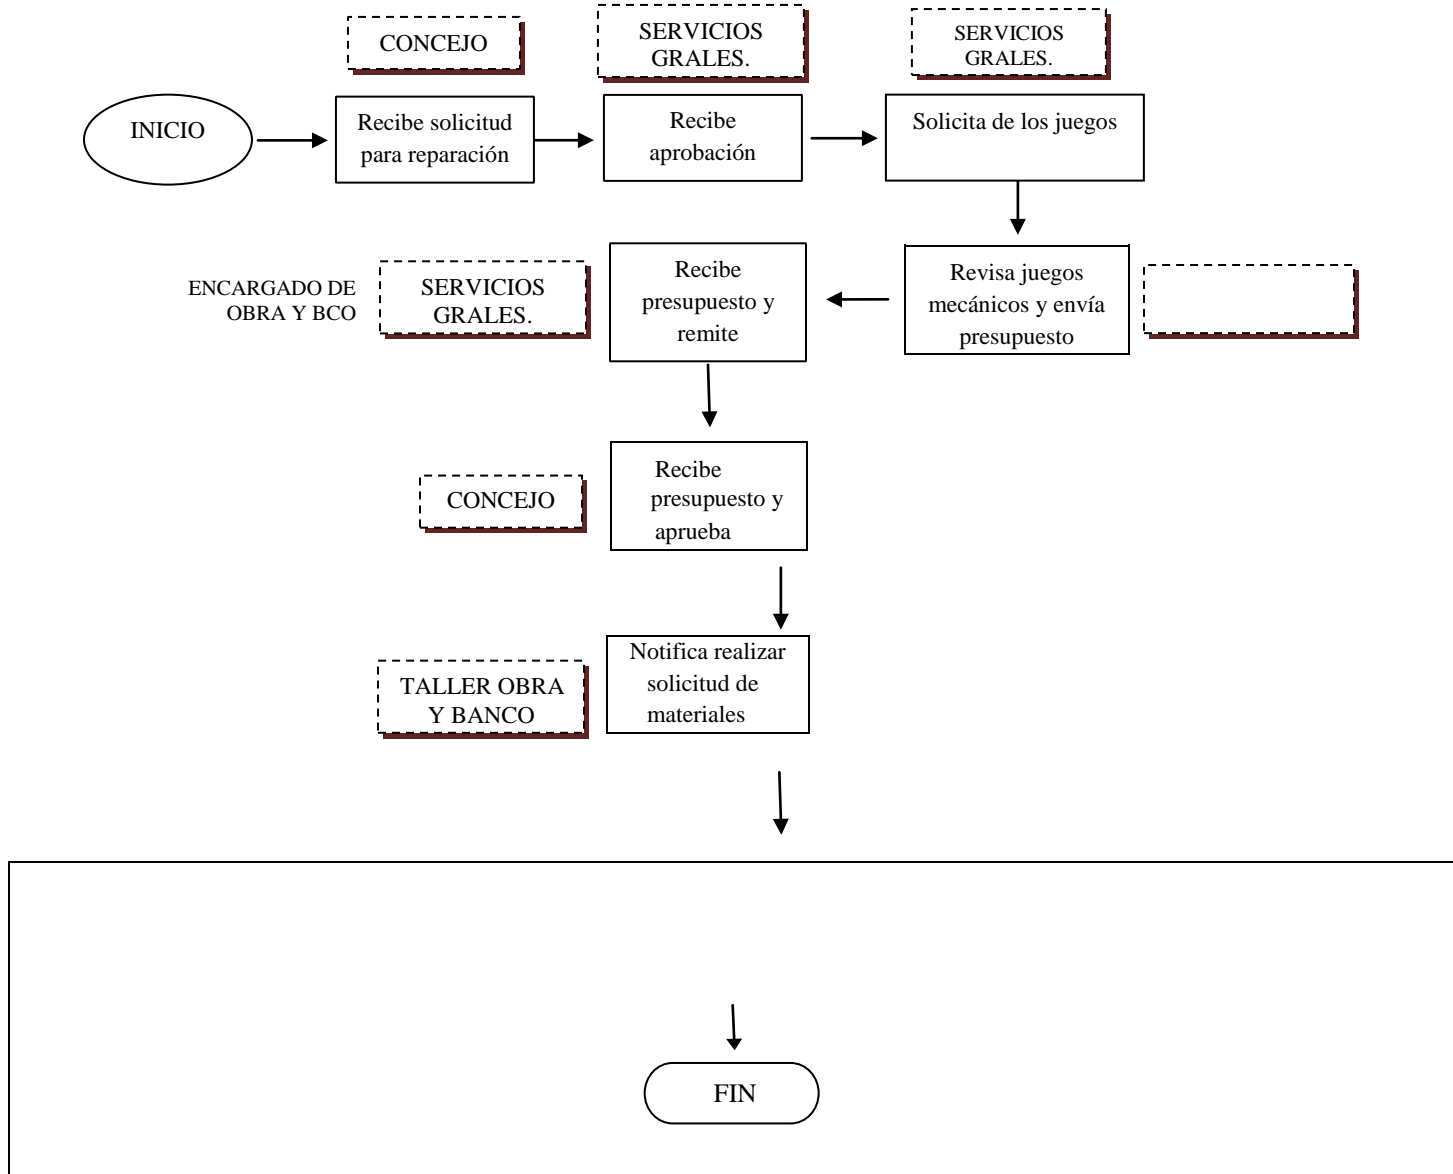 CONCEJO
SERVICIOS
GRALES.
SERVICIOS
GRALES.
INICIO
Recibe solicitud
para reparación
Recibe
aprobación
Solicita de los juegos
ENCARGADO DE
OBRA Y BCO
SERVICIOS
GRALES.
Recibe
presupuesto y
remite
Revisa juegos
mecánicos y envía
presupuesto
CONCEJO
Recibe
presupuesto y
aprueba
TALLER OBRA
Y BANCO
Notifica realizar
solicitud de
materiales
FIN